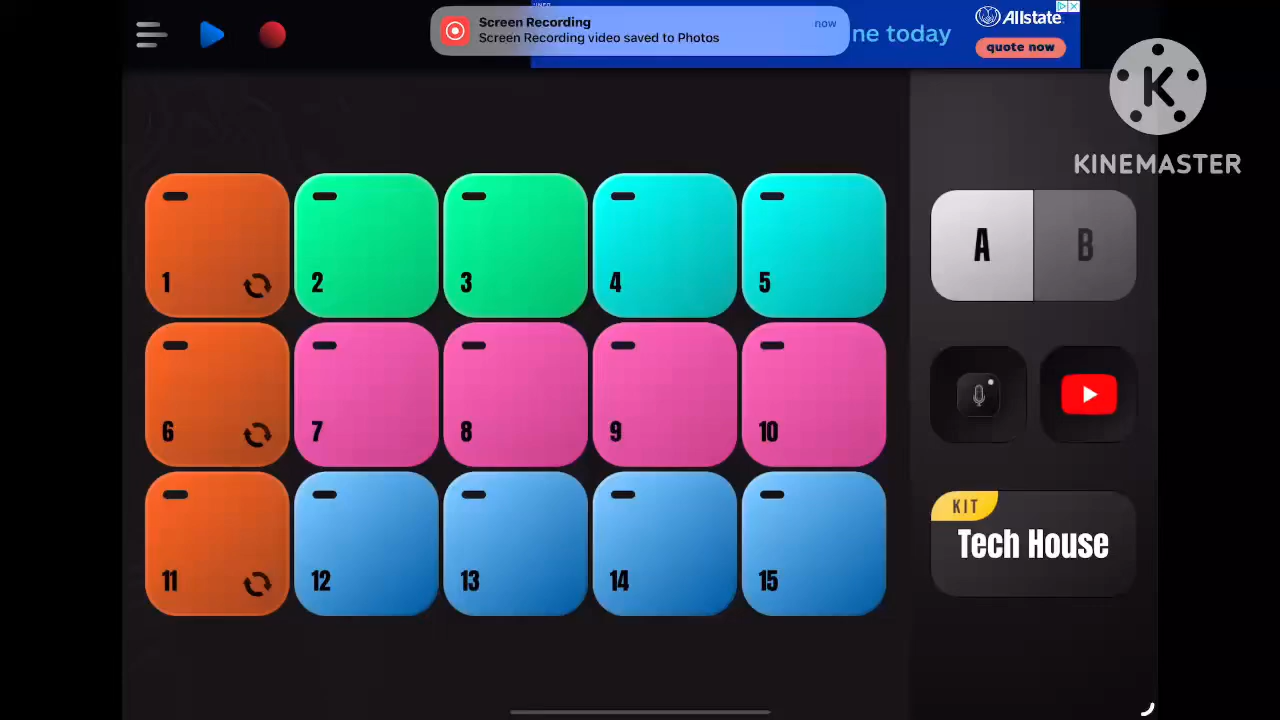 Screen Recording
now
Screen Recording video saved to Photos
ne today
Allstate
quote now
K
KINEMASTER
1
2
3
4
5
A
B
6
7
8
9
10
KIT
Tech House
11
12
13
14
15